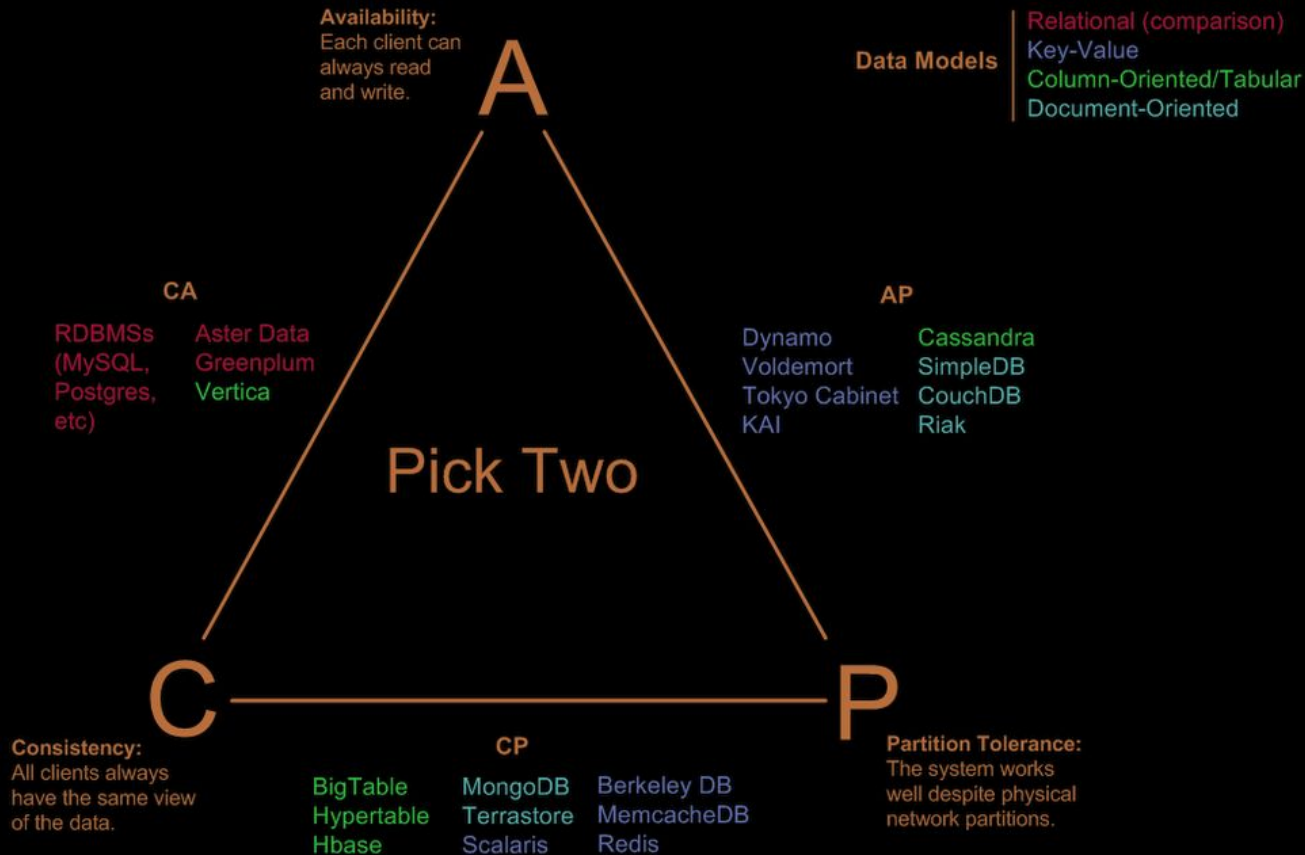 Availability:
Each client can
always read
and write.
A
Data Models
Relational (comparison)
Key-Value
Column-Oriented/Tabular
Document-Oriented
CA
RDBMSs
(MySQL,
Postgres,
etc)
Aster Data
Greenplum
Vertica
AP
Dynamo
Voldemort
Tokyo Cabinet
KAI
Cassandra
SimpleDB
CouchDB
Riak
Pick Two
C
Consistency:
All clients always
have the same view
of the data.
CP
BigTable
Hypertable
Hbase
MongoDB
Terrastore
Scalaris
Berkeley DB
MemcacheDB
Redis
P
Partition Tolerance:
The system works
well despite physical
network partitions.